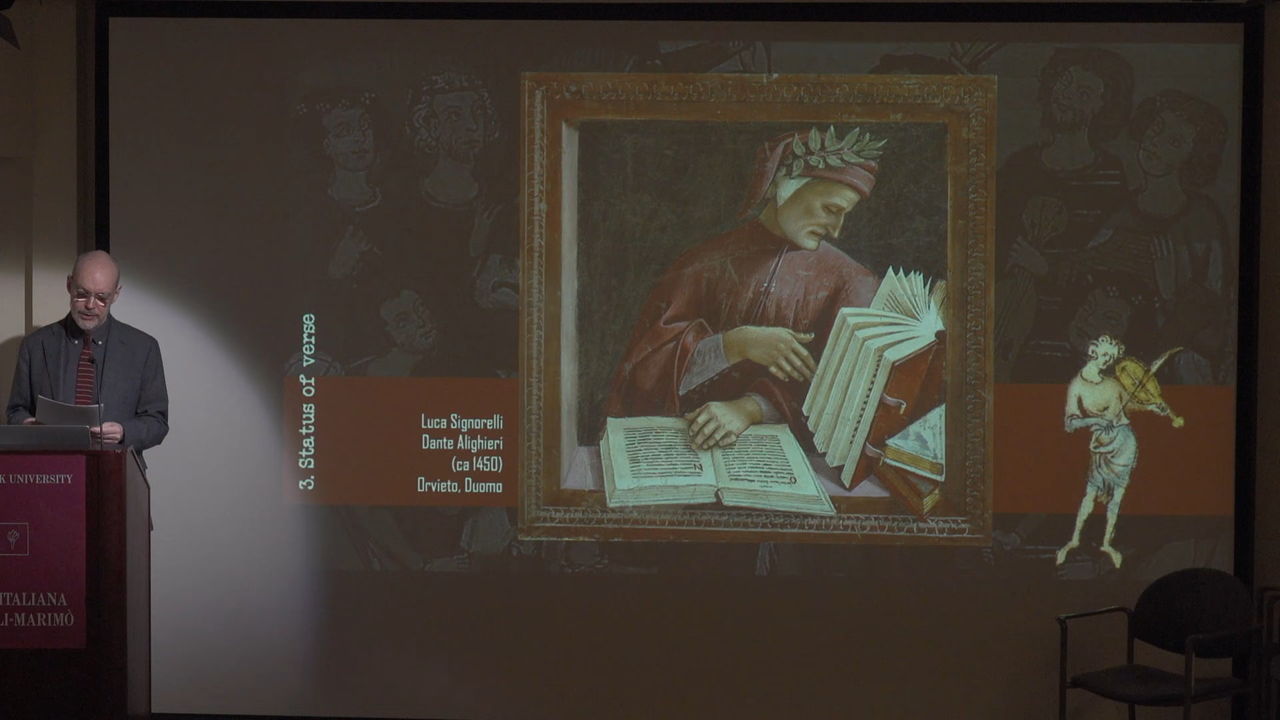 K UNIVERSITY
ITALIANA
LI-MARIMÒ
3. Status of verse
Luca Signorelli
Dante Alighieri
(ca 1450)
Orvieto, Duomo